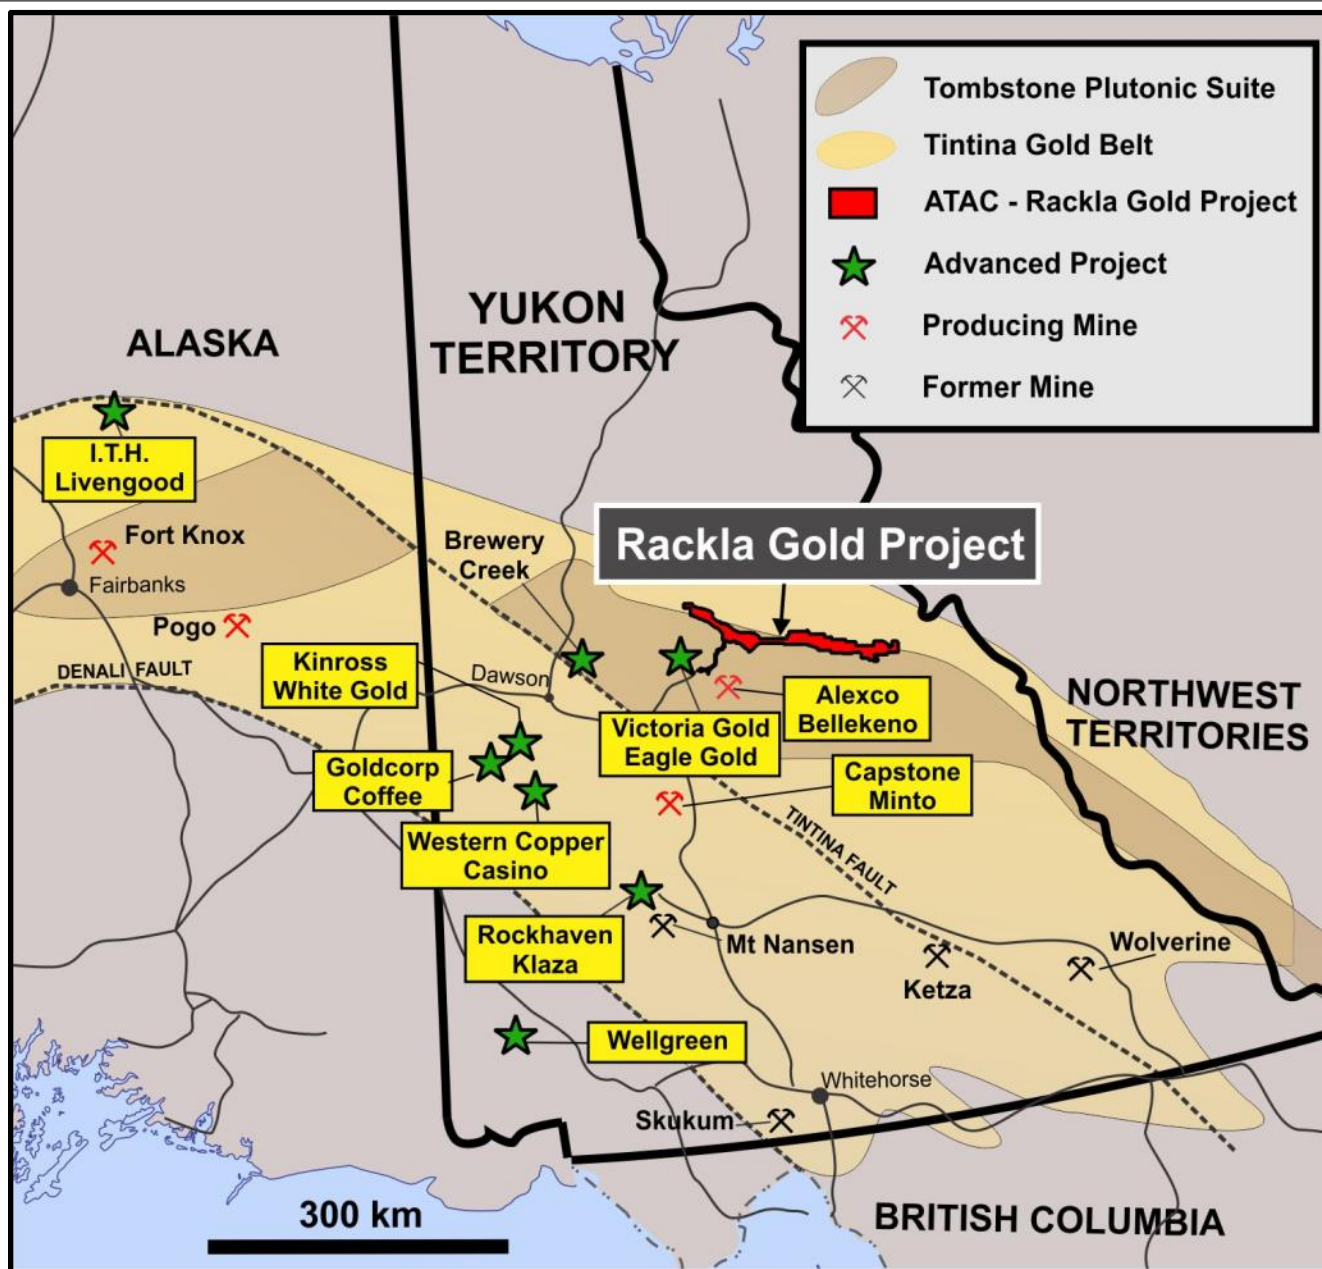 Tombstone Plutonic Suite
Tintina Gold Belt
ATAC - Rackla Gold Project
Advanced Project
Producing Mine
Former Mine
YUKON
TERRITORY
ALASKA
I.T.H.
Livengood
Fort Knox
Fairbanks
Pogo
DENALI FAULT
Brewery
Creek
Rackla Gold Project
Kinross
White Gold
Dawson
Alexco
Bellekeno
NORTHWEST
TERRITORIES
Victoria Gold
Eagle Gold
Goldcorp
Coffee
Capstone
Minto
Western Copper
Casino
TINTINA FAULT
Rockhaven
Klaza
Mt Nansen
Ketza
Wolverine
Wellgreen
Whitehorse
Skukum
300 km
BRITISH COLUMBIA